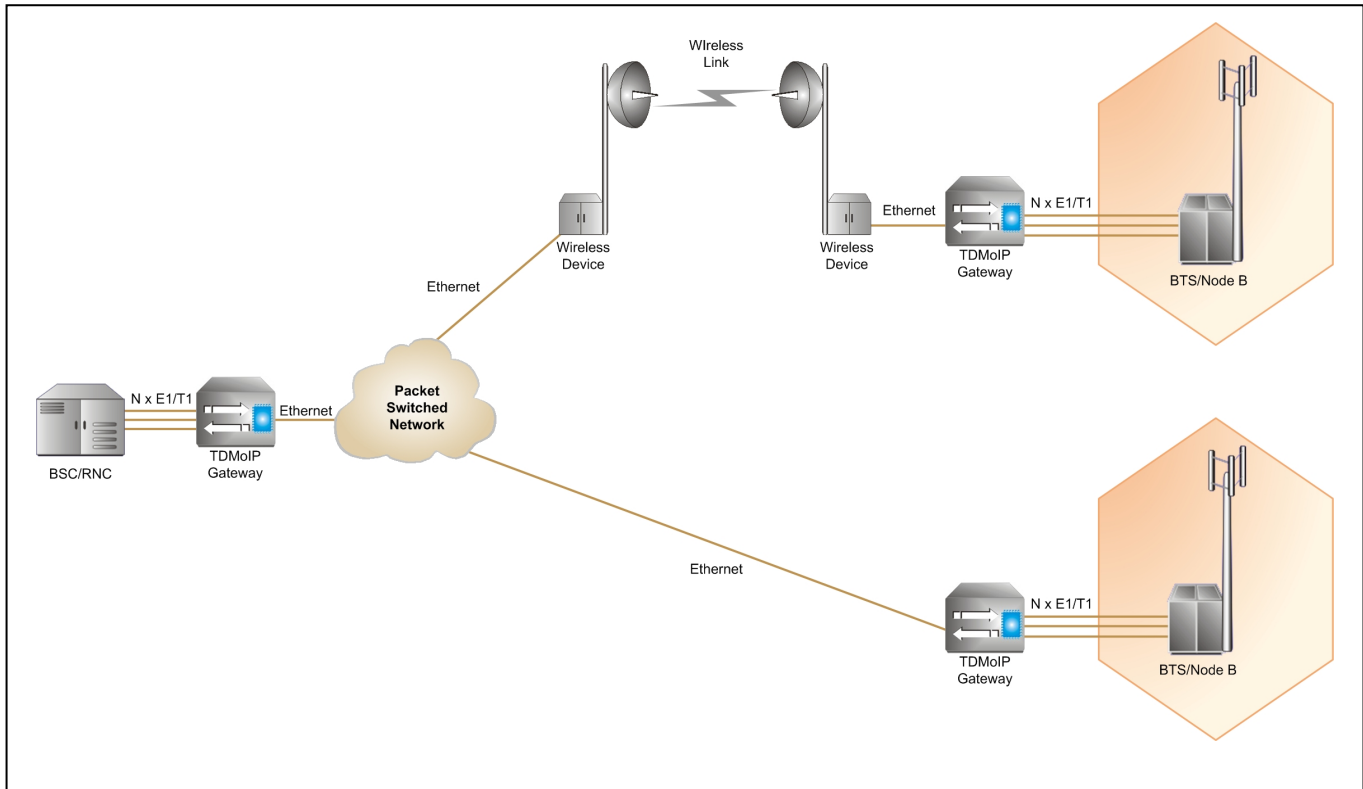 WIreless
Link
Ethernet
N x E1/T1
Wireless
Device
Wireless
Device
TDMoIP
Gateway
BTS/Node B
Ethernet
N x E1/T1
Ethernet
Packet
Switched
Network
BSC/RNC
TDMoIP
Gateway
Ethernet
N x E1/T1
TDMoIP
Gateway
BTS/Node B